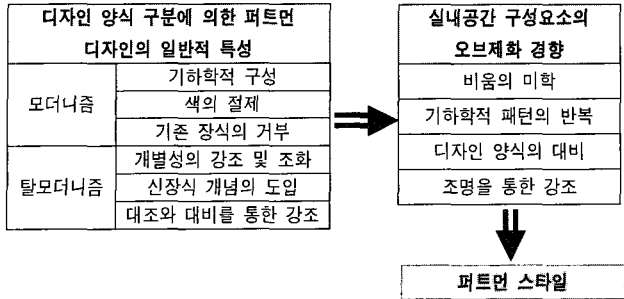 디자인 양식 구분에 의한 퍼트먼
디자인의 일반적 특성
모더니즘
기하학적 구성
색의 절제
기존 장식의 거부
탈모더니즘
개별성의 강조 및 조화
신장식 개념의 도입
대조와 대비를 통한 강조
실내공간 구성요소의
오브제화 경향
비움의 미학
기하학적 패턴의 반복
디자인 양식의 대비
조명을 통한 강조
퍼트먼 스타일